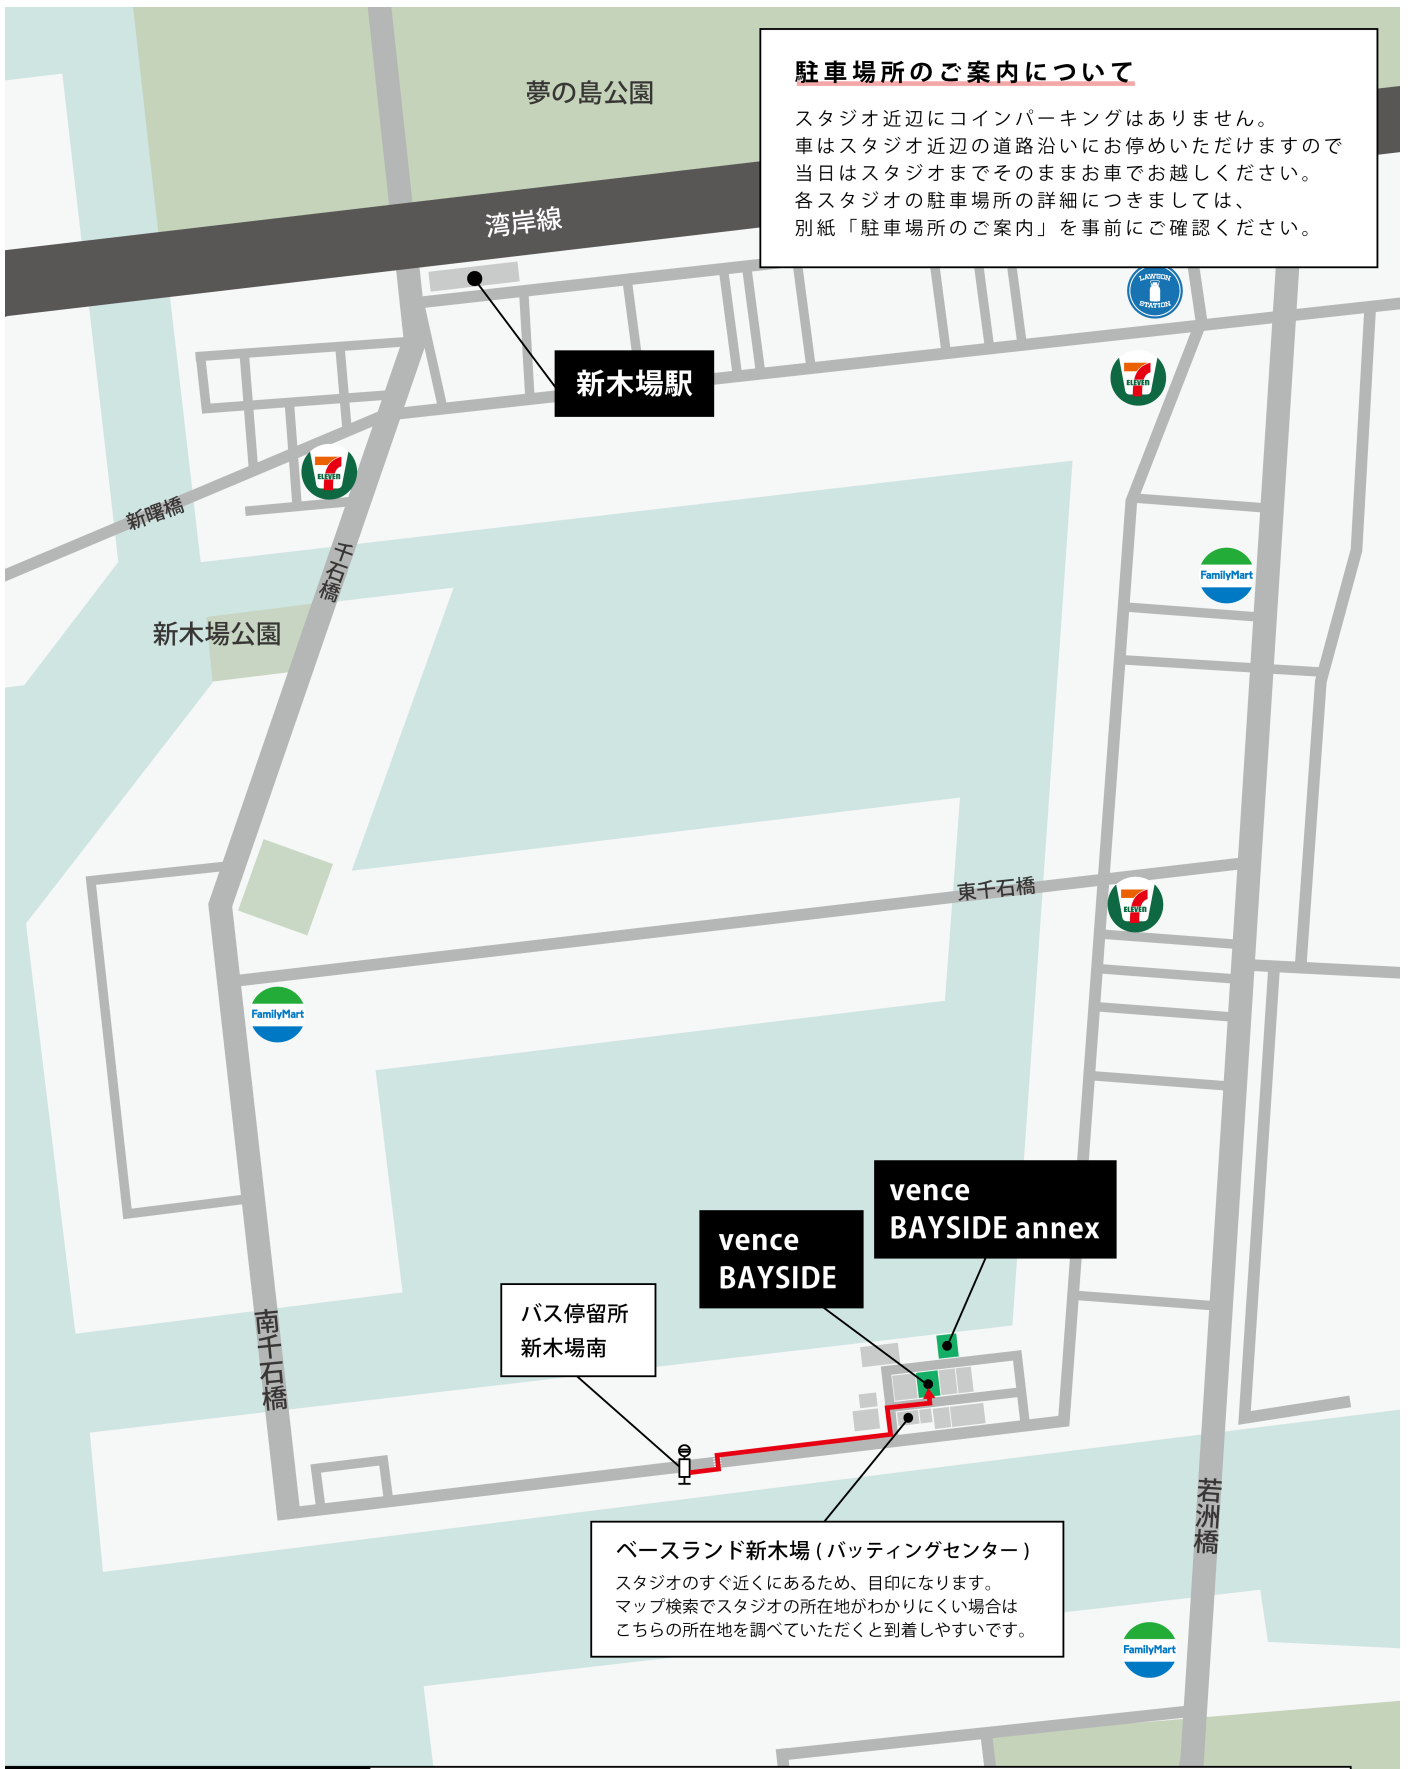 夢の島公園
駐車場所のご案内について
スタジオ近辺にコインパーキングはありません。
車はスタジオ近辺の道路沿いにお停めいただけますので
当日はスタジオまでそのままお車でお越しください。
各スタジオの駐車場所の詳細につきましては、
別紙「駐車場所のご案内」を事前にご確認ください。
湾岸線
LAWSON
STATION
新木場駅
7
ELEVEN
7
ELEVEN
新曙橋
千石橋
FamilyMart
新木場公園
東千石橋
7
ELEVEN
FamilyMart
vence
BAYSIDE annex
vence
BAYSIDE
バス停留所
新木場南
南千石橋
若洲橋
ベースランド新木場 ( バッティングセンター )
スタジオのすぐ近くにあるため、目印になります。
マップ検索でスタジオの所在地がわかりにくい場合は
こちらの所在地を調べていただくと到着しやすいです。
FamilyMart